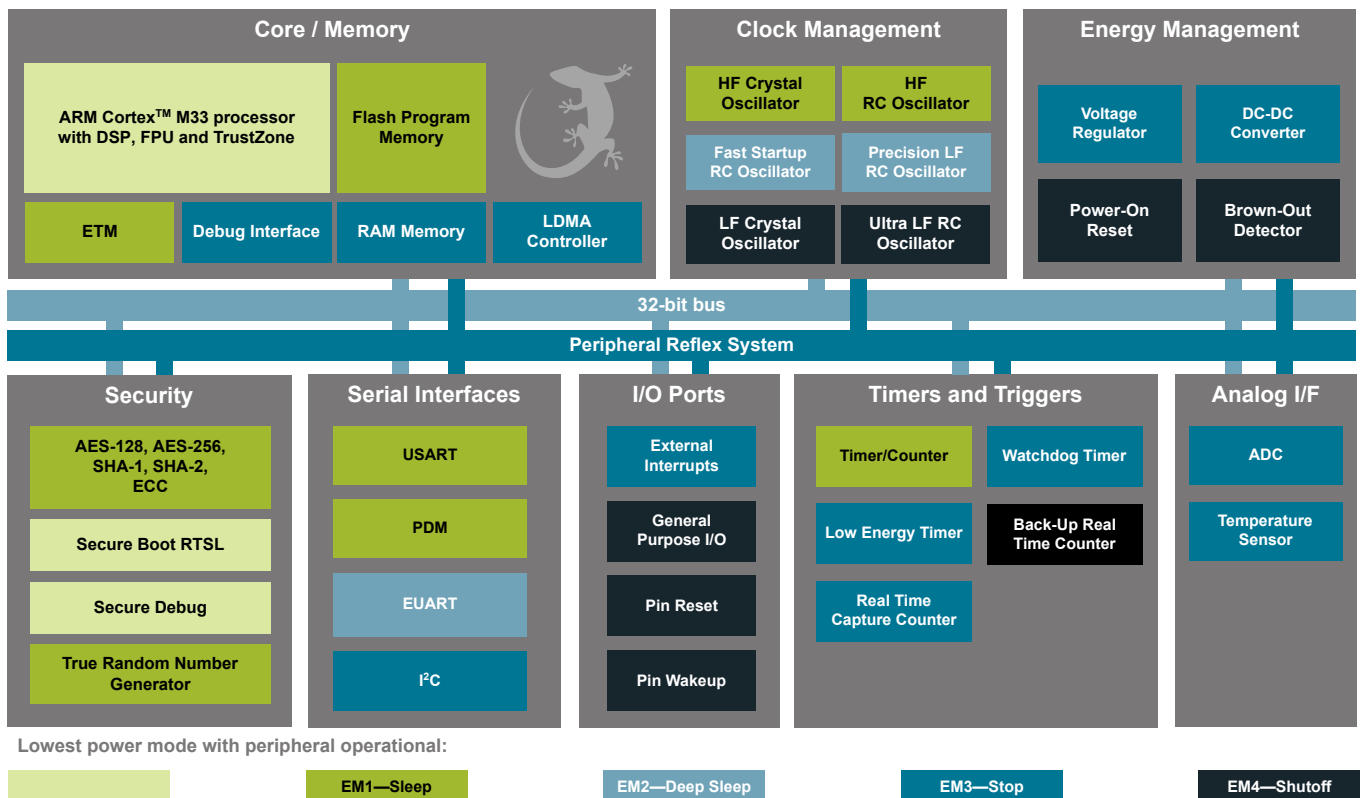 Core / Memory
ARM Cortex™ M33 processor
with DSP, FPU and TrustZone
Flash Program
Memory
ETM
Debug Interface
RAM Memory
LDMA
Controller
Clock Management
HF Crystal
Oscillator
HF
RC Oscillator
Fast Startup
RC Oscillator
Precision LF
RC Oscillator
LF Crystal
Oscillator
Ultra LF RC
Oscillator
Energy Management
Voltage
Regulator
DC-DC
Converter
Power-On
Reset
Brown-Out
Detector
32-bit bus
Peripheral Reflex System
Security
AES-128, AES-256,
SHA-1, SHA-2,
ECC
Secure Boot RTSL
Secure Debug
True Random Number
Generator
Serial Interfaces
USART
PDM
EUART
I²C
I/O Ports
External
Interrupts
General
Purpose I/O
Pin Reset
Pin Wakeup
Timers and Triggers
Timer/Counter
Watchdog Timer
Low Energy Timer
Back-Up Real
Time Counter
Real Time
Capture Counter
Analog I/F
ADC
Temperature
Sensor
Lowest power mode with peripheral operational:
EM1—Sleep
EM2—Deep Sleep
EM3—Stop
EM4—Shutoff